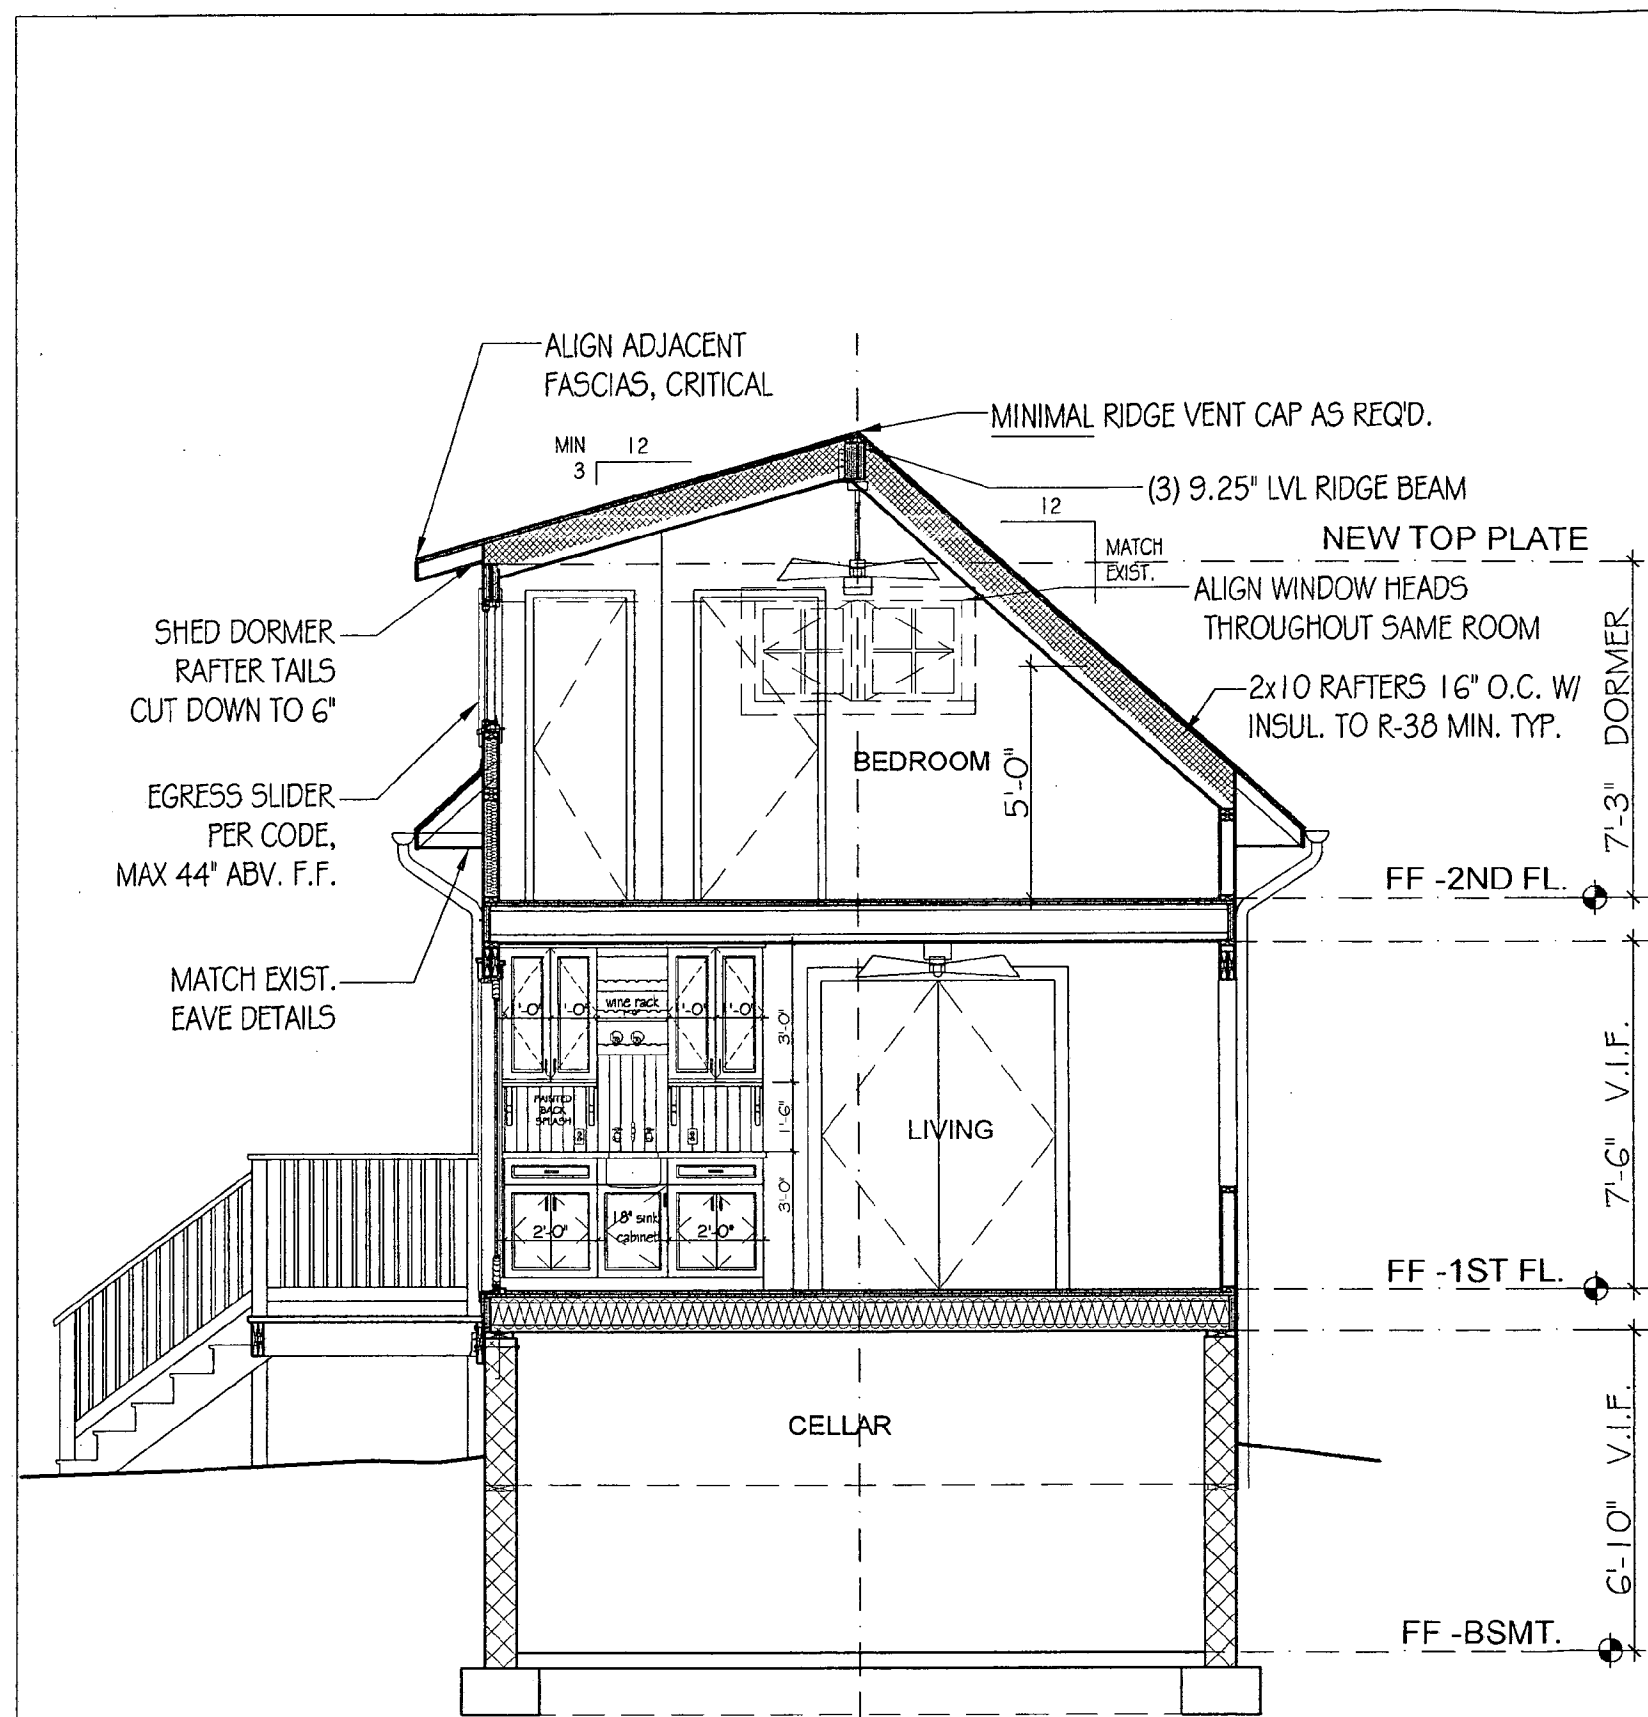 ALIGN ADJACENT
FASCIAS, CRITICAL
MINIMAL RIDGE VENT CAP AS REQ'D.
MIN
12
3
(3) 9.25" LVL RIDGE BEAM
12
MATCH
EXIST.
NEW TOP PLATE
ALIGN WINDOW HEADS
THROUGHOUT SAME ROOM
SHED DORMER
RAFTER TAILS
CUT DOWN TO 6"
2x10 RAFTERS 16" O.C. W/
INSUL. TO R-38 MIN. TYP.
7'-3" DORMER
BEDROOM
5'-0"
EGRESS SLIDER
PER CODE,
MAX 44" ABV. F.F.
FF -2ND FL.
MATCH EXIST.
EAVE DETAILS
1'-0"
1'-0"
wine rack
1'-0"
1'-0"
3'-0"
PAINTED
BACK
SPLASH
1'-6"
LIVING
7'-6" V.I.F.
2'-0"
18" sink
cabinet
2'-0"
3'-0"
FF -1ST FL.
CELLAR
6'-10" V.I.F.
FF -BSMT.